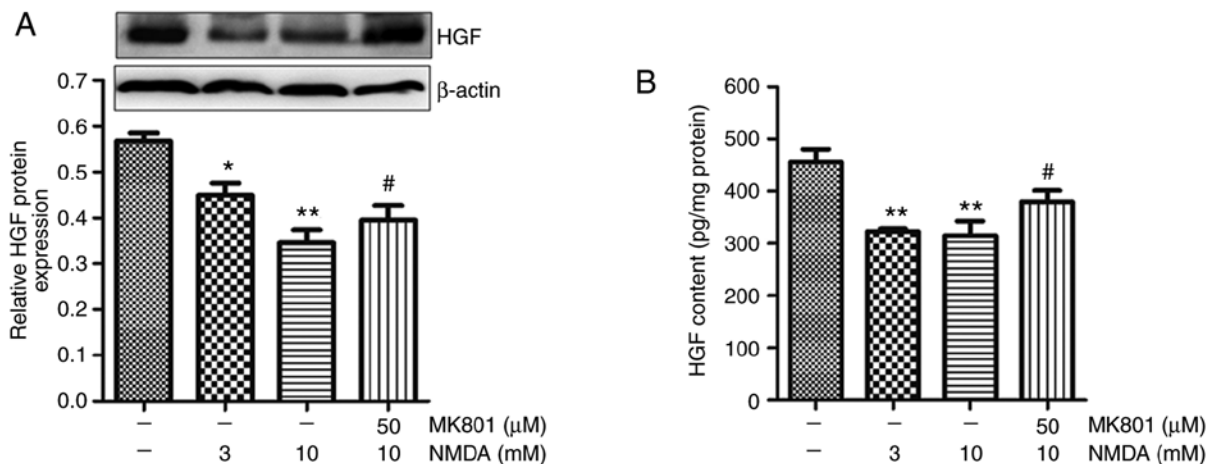 A
HGF
β-actin
Relative HGF protein
expression
0.7
0.6
0.5
0.4
0.3
0.2
0.1
0.0
*
**
#
– – – 50 MK801 (μM)
– 3 10 10 NMDA (mM)
B
HGF content (pg/mg protein)
600
500
400
300
200
100
0
**
**
#
– – – 50 MK801 (μM)
– 3 10 10 NMDA (mM)